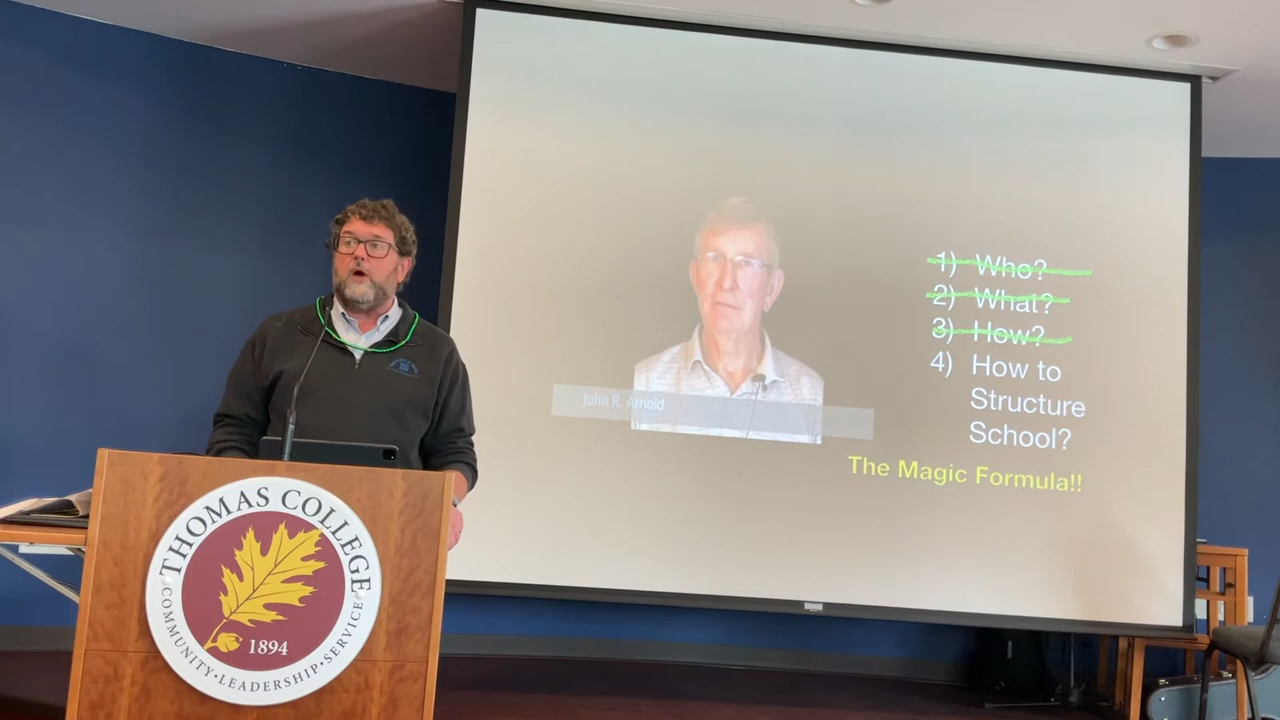 THOMAS COLLEGE
1894
COMMUNITY•LEADERSHIP•SERVICE
John R. Arnold
1) Who?
2) What?
3) How?
4) How to
Structure
School?
The Magic Formula!!